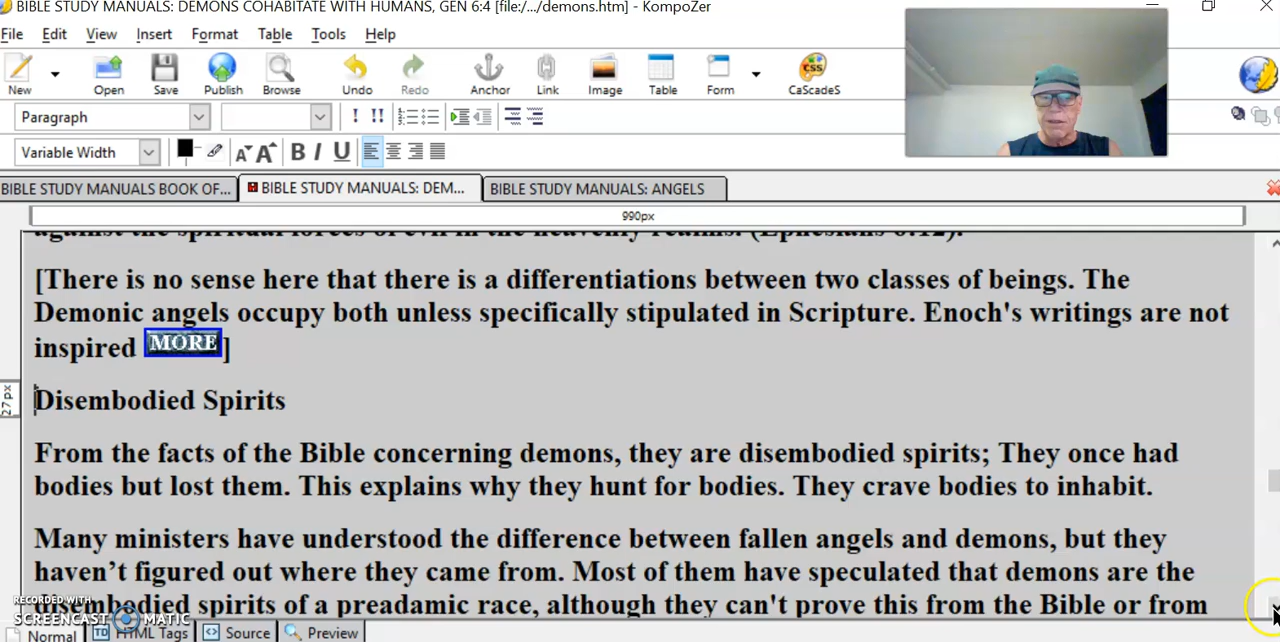 BIBLE STUDY MANUALS: DEMONS COHABITATE WITH HUMANS, GEN 6:4 [file:/.../demons.htm] - KompoZer
File Edit View Insert Format Table Tools Help
New Open Save Publish Browse Undo Redo Anchor Link Image Table Form CaScadeS
Paragraph
Variable Width
BIBLE STUDY MANUALS BOOK OF... BIBLE STUDY MANUALS: DEM... BIBLE STUDY MANUALS: ANGELS
990px
against the spiritual forces of evil in the heavenly realms. (Ephesians 6:12).
[There is no sense here that there is a differentiations between two classes of beings. The
Demonic angels occupy both unless specifically stipulated in Scripture. Enoch's writings are not
inspired MORE]
27px
Disembodied Spirits
From the facts of the Bible concerning demons, they are disembodied spirits; They once had
bodies but lost them. This explains why they hunt for bodies. They crave bodies to inhabit.
Many ministers have understood the difference between fallen angels and demons, but they
haven’t figured out where they came from. Most of them have speculated that demons are the
disembodied spirits of a preadamic race, although they can't prove this from the Bible or from
RECORDED WITH
SCREENCAST MATIC
Normal HTML Tags Source Preview